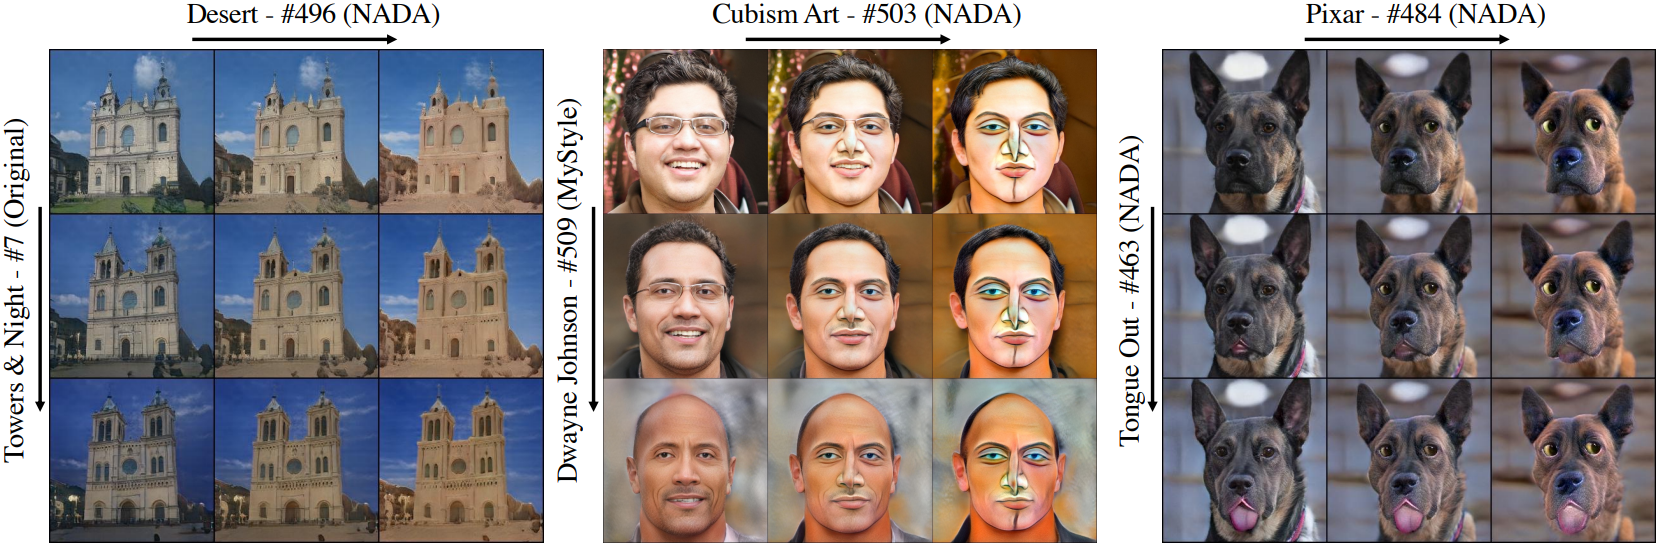 Desert - #496 (NADA)
Cubism Art - #503 (NADA)
Pixar - #484 (NADA)
Towers & Night - #7 (Original)
Dwayne Johnson - #509 (MyStyle)
Tongue Out - #463 (NADA)